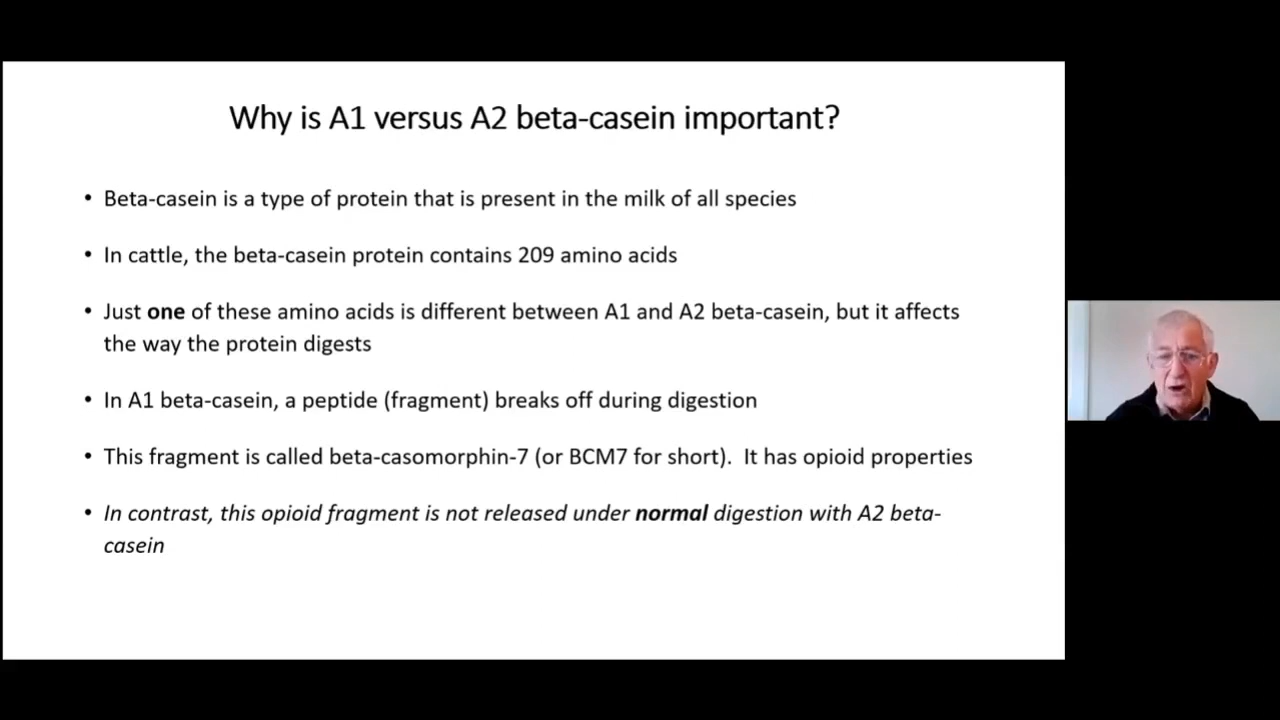 Why is A1 versus A2 beta-casein important?
• Beta-casein is a type of protein that is present in the milk of all species
• In cattle, the beta-casein protein contains 209 amino acids
• Just one of these amino acids is different between A1 and A2 beta-casein, but it affects
the way the protein digests
• In A1 beta-casein, a peptide (fragment) breaks off during digestion
• This fragment is called beta-casomorphin-7 (or BCM7 for short).  It has opioid properties
• In contrast, this opioid fragment is not released under normal digestion with A2 beta-
casein